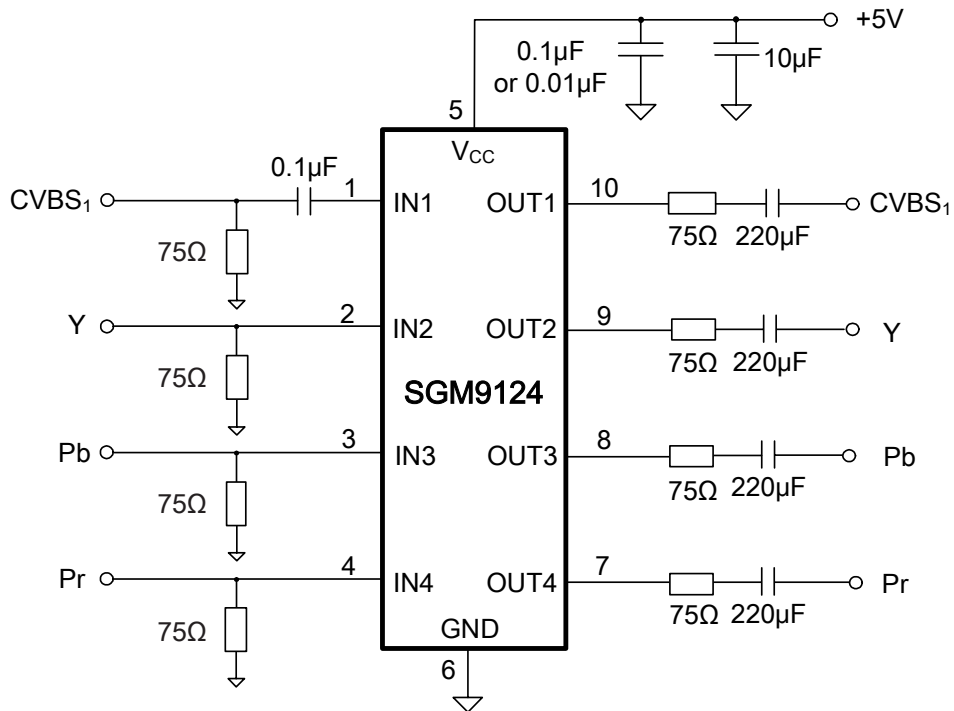 +5V
0.1µF
or 0.01µF
10µF
5
VCC
0.1µF
CVBS1
1
IN1
OUT1
10
CVBS1
75Ω
75Ω
220µF
Y
2
IN2
OUT2
9
Y
75Ω
75Ω
220µF
SGM9124
Pb
3
IN3
OUT3
8
Pb
75Ω
75Ω
220µF
Pr
4
IN4
OUT4
7
Pr
75Ω
75Ω
220µF
GND
6